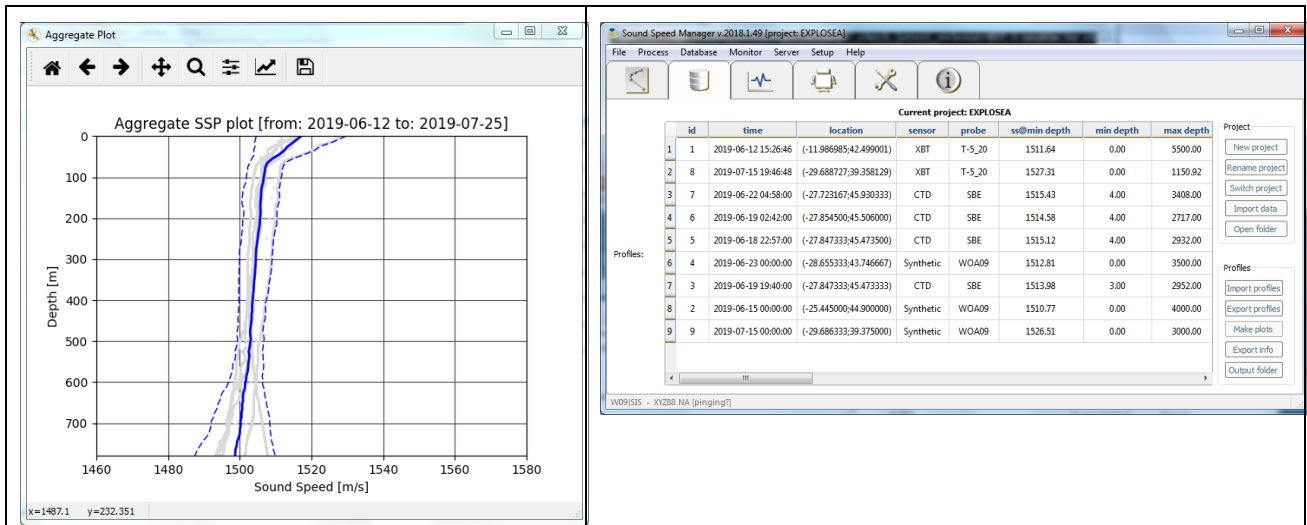 Aggregate Plot
Aggregate SSP plot [from: 2019-06-12 to: 2019-07-25]
0
100
200
300
400
500
600
700
Depth [m]
1460 1480 1500 1520 1540 1560 1580
Sound Speed [m/s]
x=1487.1 y=232.351
Sound Speed Manager v.2018.1.49 [project: EXPLOSEA]
File Process Database Monitor Server Setup Help
Current project: EXPLOSEA
id time location sensor probe ss@min depth min depth max depth
1 1 2019-06-12 15:26:46 (-11.986985;42.499001) XBT T-5_20 1511.64 0.00 5500.00
2 8 2019-07-15 19:46:48 (-29.688727;39.358129) XBT T-5_20 1527.31 0.00 1150.92
3 7 2019-06-22 04:58:00 (-27.723167;45.930333) CTD SBE 1515.43 4.00 3408.00
4 6 2019-06-19 02:42:00 (-27.854500;45.506000) CTD SBE 1514.58 4.00 2717.00
5 5 2019-06-18 22:57:00 (-27.847333;45.473500) CTD SBE 1515.12 4.00 2932.00
6 4 2019-06-23 00:00:00 (-28.655333;43.746667) Synthetic WOA09 1512.81 0.00 3500.00
7 3 2019-06-19 19:40:00 (-27.847333;45.473333) CTD SBE 1513.98 3.00 2952.00
8 2 2019-06-15 00:00:00 (-25.445000;44.900000) Synthetic WOA09 1510.77 0.00 4000.00
9 9 2019-07-15 00:00:00 (-29.686333;39.375000) Synthetic WOA09 1526.51 0.00 3000.00
Profiles:
Project
New project
Rename project
Switch project
Import data
Open folder
Profiles
Import profiles
Export profiles
Make plots
Export info
Output folder
W09|SIS - XYZ88 NA [pinging?]